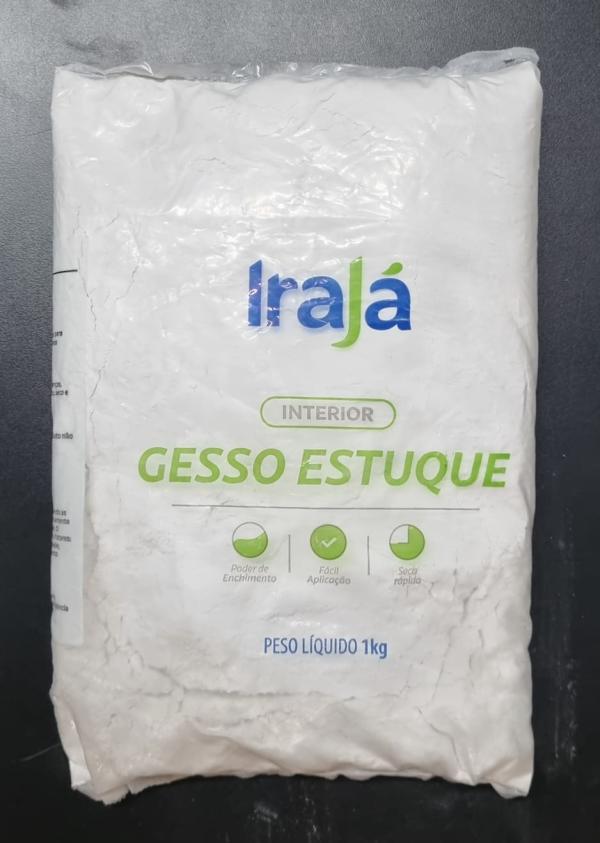 IraJá
INTERIOR
GESSO ESTUQUE
Poder de
Enchimento
Fácil
Aplicação
Seca
rápido
PESO LÍQUIDO 1kg